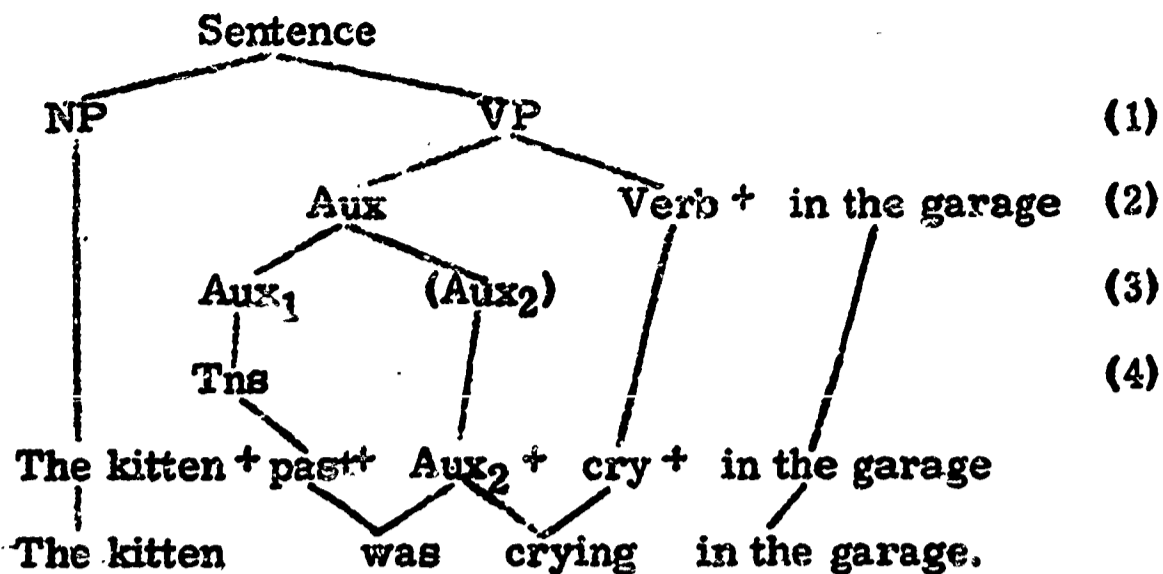 Sentence
NP VP (1)
Aux Verb + in the garage (2)
Aux₁ (Aux₂) (3)
Tns (4)
The kitten + past + Aux₂ + cry + in the garage
The kitten was crying in the garage.